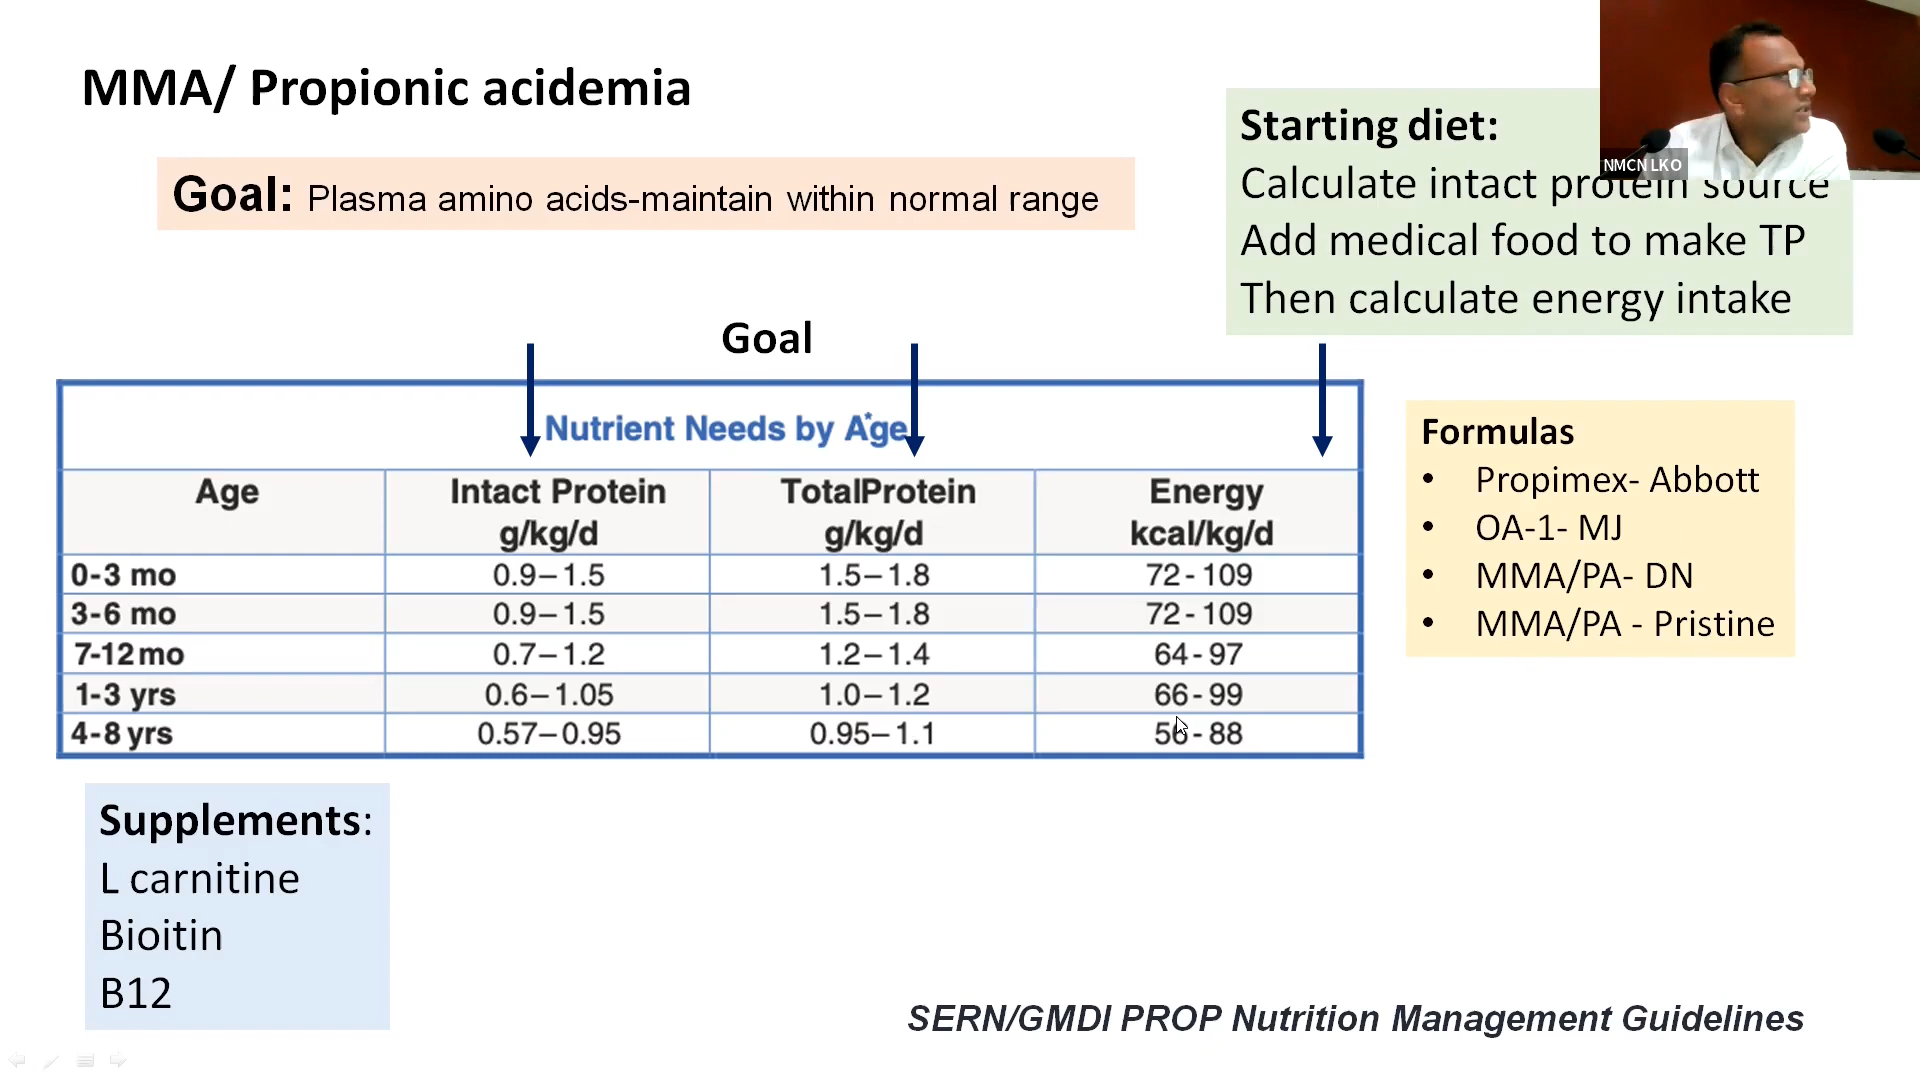 MMA/ Propionic acidemia
Goal: Plasma amino acids-maintain within normal range
Starting diet:
Calculate intact protein source
Add medical food to make TP
Then calculate energy intake
NMCN LKO
Goal
Nutrient Needs by Age*
Age Intact Protein g/kg/d TotalProtein g/kg/d Energy kcal/kg/d
0-3 mo 0.9–1.5 1.5–1.8 72-109
3-6 mo 0.9–1.5 1.5–1.8 72-109
7-12mo 0.7–1.2 1.2–1.4 64-97
1-3 yrs 0.6–1.05 1.0–1.2 66-99
4-8 yrs 0.57–0.95 0.95–1.1 56-88
Formulas
• Propimex- Abbott
• OA-1- MJ
• MMA/PA- DN
• MMA/PA - Pristine
Supplements:
L carnitine
Bioitin
B12
SERN/GMDI PROP Nutrition Management Guidelines